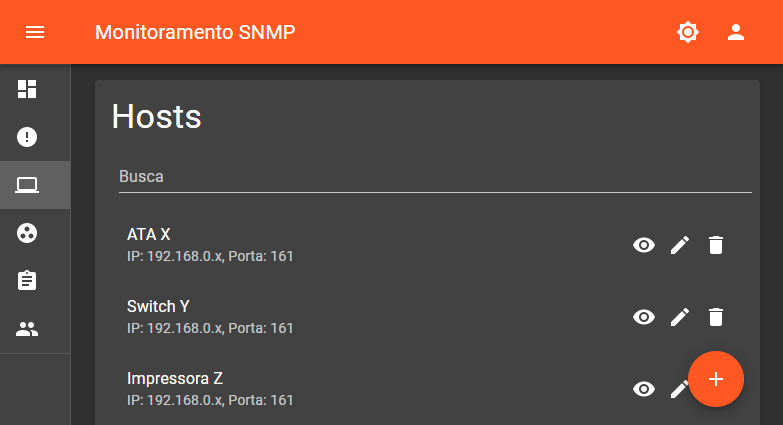 Monitoramento SNMP
Hosts
Busca
ATA X
IP: 192.168.0.x, Porta: 161
Switch Y
IP: 192.168.0.x, Porta: 161
Impressora Z
IP: 192.168.0.x, Porta: 161